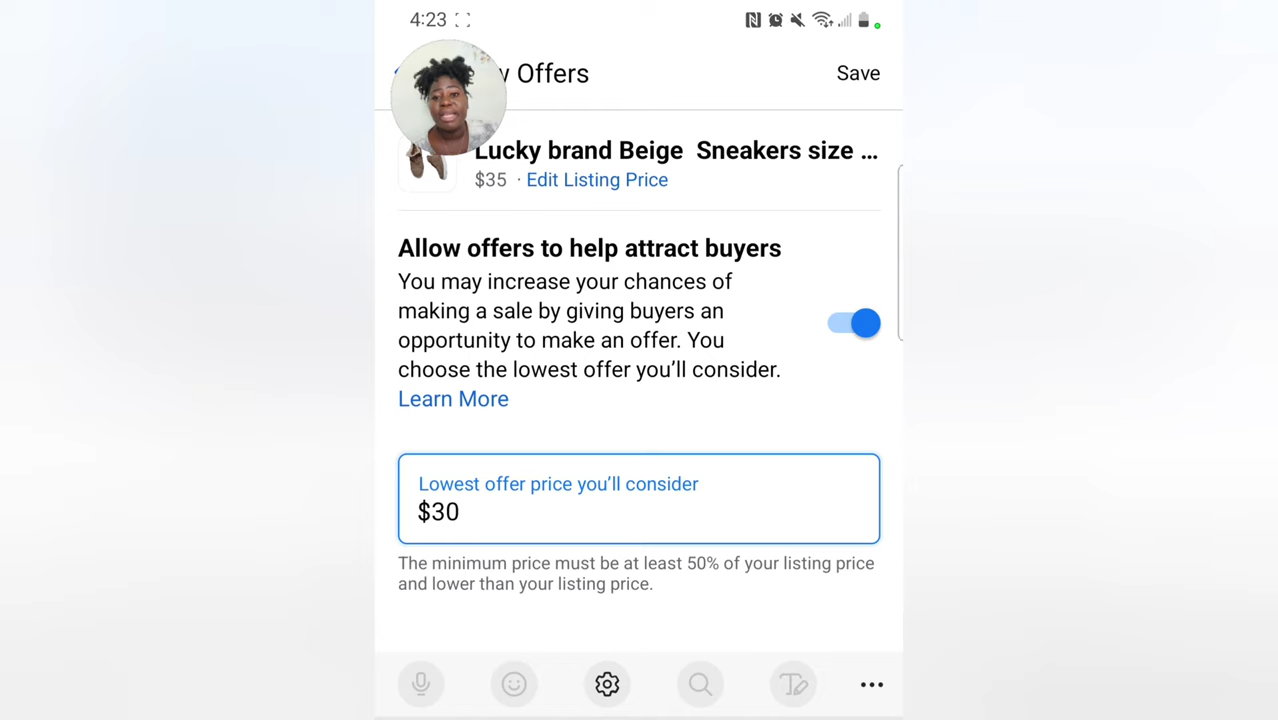 4:23
Offers
Save
Lucky brand Beige Sneakers size ...
$35 · Edit Listing Price
Allow offers to help attract buyers
You may increase your chances of
making a sale by giving buyers an
opportunity to make an offer. You
choose the lowest offer you'll consider.
Learn More
Lowest offer price you'll consider
$30
The minimum price must be at least 50% of your listing price
and lower than your listing price.